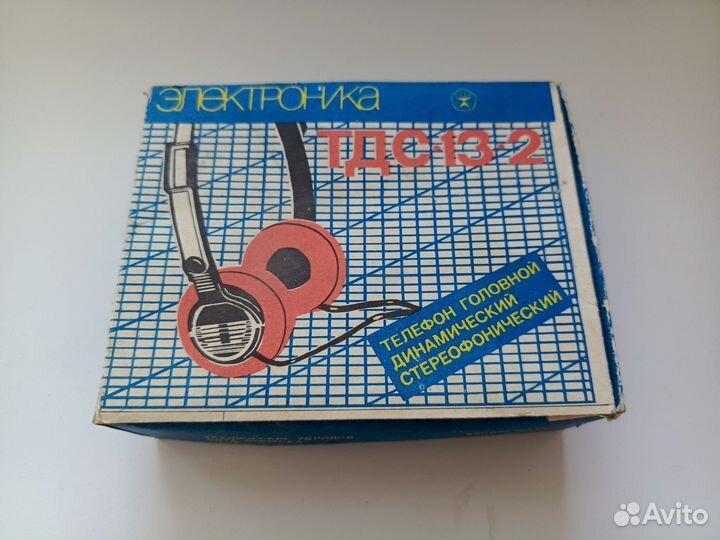 ЭЛЕКТРОНИКА
ТДС·13·2
ТЕЛЕФОН ГОЛОВНОЙ
ДИНАМИЧЕСКИЙ
СТЕРЕОФОНИЧЕСКИЙ
Avito